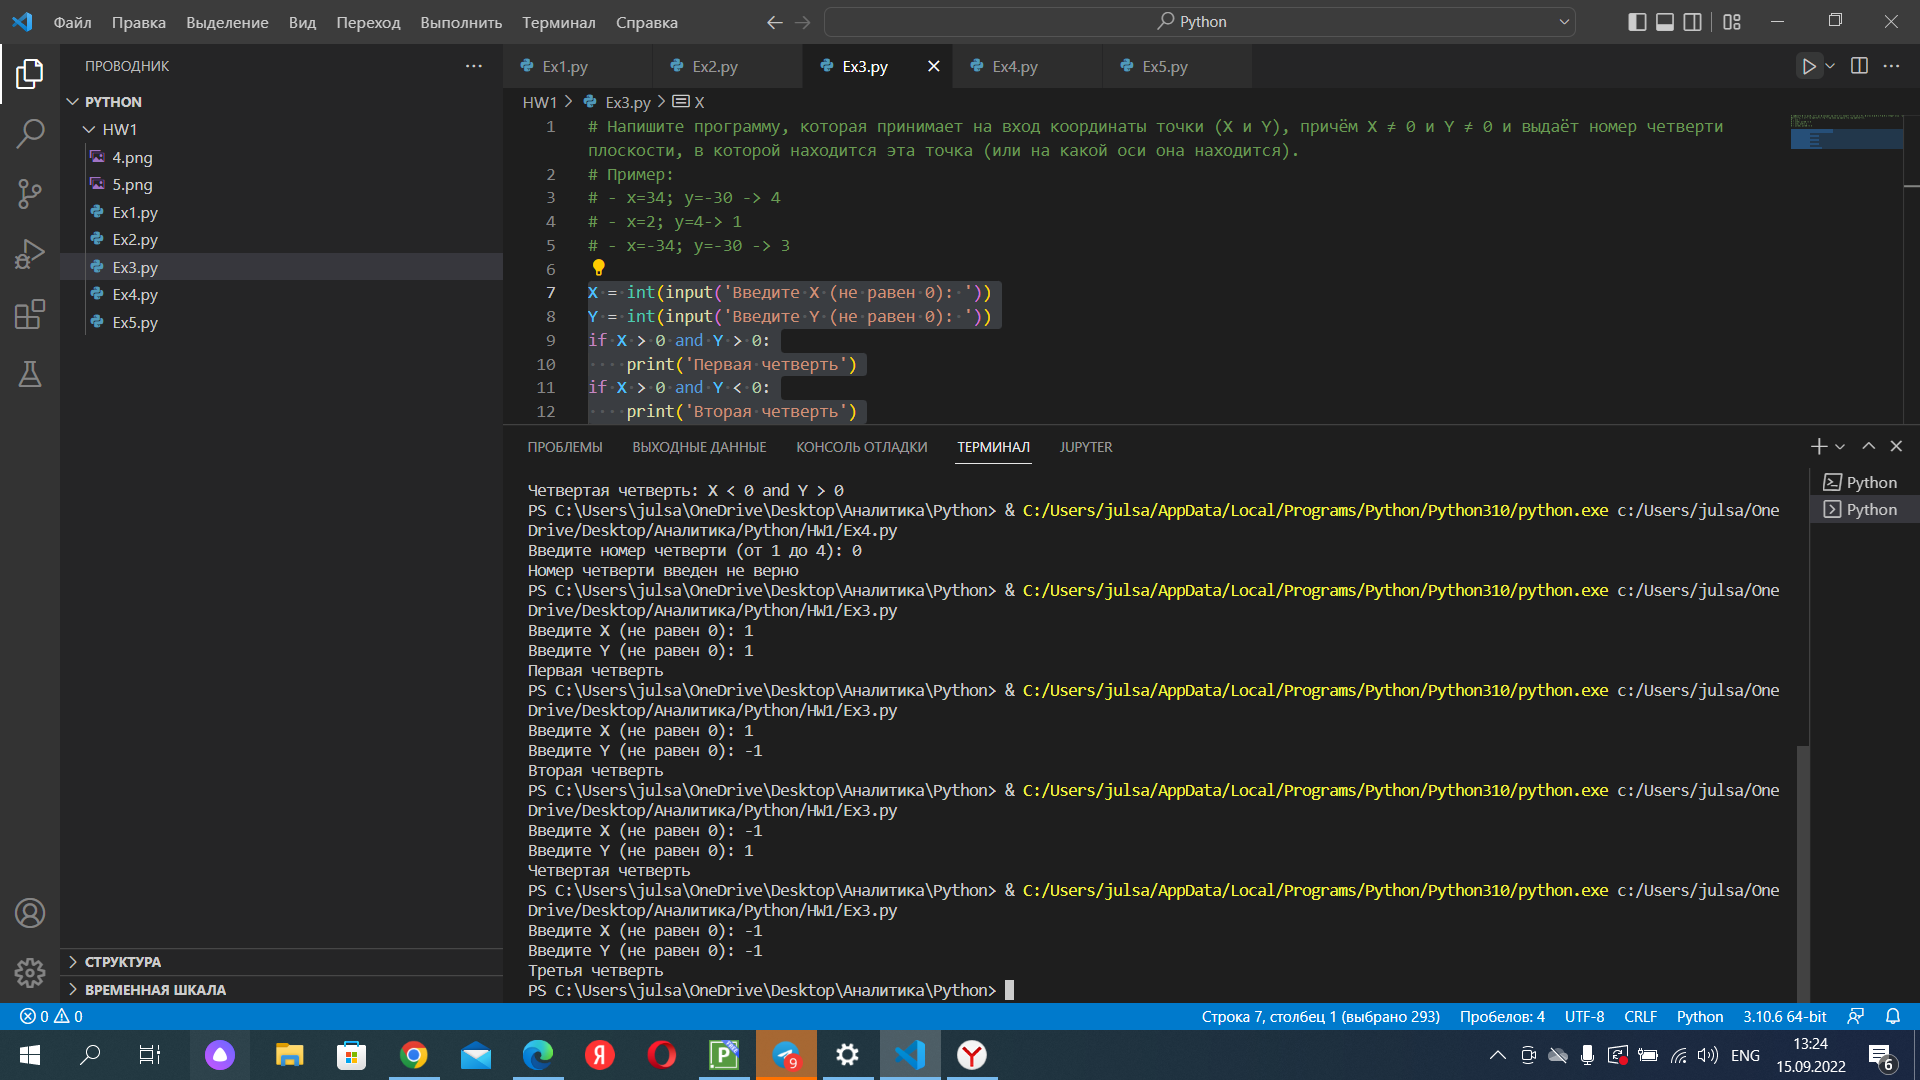 Файл Правка Выделение Вид Переход Выполнить Терминал Справка
Python
ПРОВОДНИК
PYTHON
HW1
4.png
5.png
Ex1.py
Ex2.py
Ex3.py
Ex4.py
Ex5.py
СТРУКТУРА
ВРЕМЕННАЯ ШКАЛА
Ex1.py Ex2.py Ex3.py Ex4.py Ex5.py
HW1 > Ex3.py > X
1 # Напишите программу, которая принимает на вход координаты точки (X и Y), причём X ≠ 0 и Y ≠ 0 и выдаёт номер четверти
плоскости, в которой находится эта точка (или на какой оси она находится).
2 # Пример:
3 # - x=34; y=-30 -> 4
4 # - x=2; y=4-> 1
5 # - x=-34; y=-30 -> 3
6
7 X = int(input('Введите X (не равен 0): '))
8 Y = int(input('Введите Y (не равен 0): '))
9 if X > 0 and Y > 0:
10 print('Первая четверть')
11 if X > 0 and Y < 0:
12 print('Вторая четверть')
ПРОБЛЕМЫ ВЫХОДНЫЕ ДАННЫЕ КОНСОЛЬ ОТЛАДКИ ТЕРМИНАЛ JUPYTER
Четвертая четверть: X < 0 and Y > 0
PS C:\Users\julsa\OneDrive\Desktop\Аналитика\Python> & C:/Users/julsa/AppData/Local/Programs/Python/Python310/python.exe c:/Users/julsa/One
Drive/Desktop/Аналитика/Python/HW1/Ex4.py
Введите номер четверти (от 1 до 4): 0
Номер четверти введен не верно
PS C:\Users\julsa\OneDrive\Desktop\Аналитика\Python> & C:/Users/julsa/AppData/Local/Programs/Python/Python310/python.exe c:/Users/julsa/One
Drive/Desktop/Аналитика/Python/HW1/Ex3.py
Введите X (не равен 0): 1
Введите Y (не равен 0): 1
Первая четверть
PS C:\Users\julsa\OneDrive\Desktop\Аналитика\Python> & C:/Users/julsa/AppData/Local/Programs/Python/Python310/python.exe c:/Users/julsa/One
Drive/Desktop/Аналитика/Python/HW1/Ex3.py
Введите X (не равен 0): 1
Введите Y (не равен 0): -1
Вторая четверть
PS C:\Users\julsa\OneDrive\Desktop\Аналитика\Python> & C:/Users/julsa/AppData/Local/Programs/Python/Python310/python.exe c:/Users/julsa/One
Drive/Desktop/Аналитика/Python/HW1/Ex3.py
Введите X (не равен 0): -1
Введите Y (не равен 0): 1
Четвертая четверть
PS C:\Users\julsa\OneDrive\Desktop\Аналитика\Python> & C:/Users/julsa/AppData/Local/Programs/Python/Python310/python.exe c:/Users/julsa/One
Drive/Desktop/Аналитика/Python/HW1/Ex3.py
Введите X (не равен 0): -1
Введите Y (не равен 0): -1
Третья четверть
PS C:\Users\julsa\OneDrive\Desktop\Аналитика\Python>
Python
Python
0 0 Строка 7, столбец 1 (выбрано 293) Пробелов: 4 UTF-8 CRLF Python 3.10.6 64-bit
9
ENG
13:24
15.09.2022
6